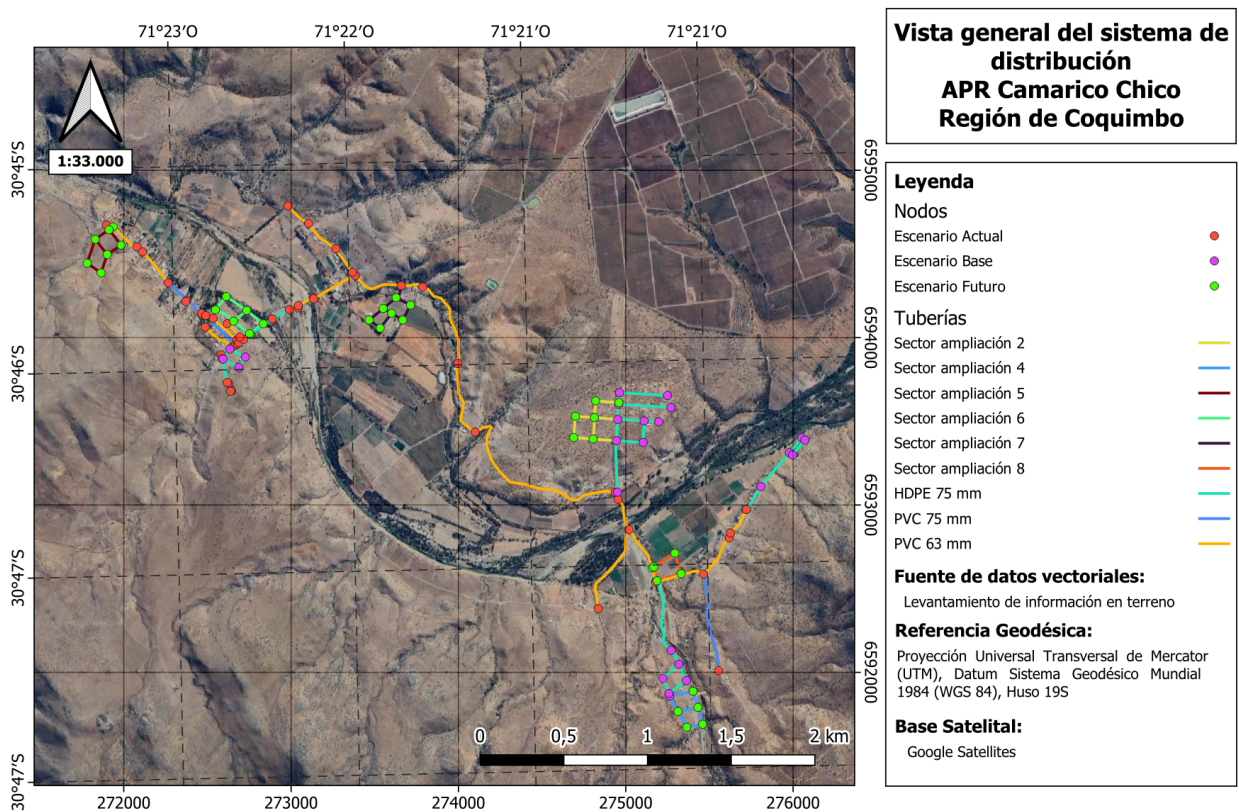 71°23′O
71°22′O
71°21′O
71°21′O
1:33.000
30°45′S
30°46′S
30°47′S
30°47′S
6595000
6594000
6593000
6592000
0 0,5 1 1,5 2 km
272000
273000
274000
275000
276000
Vista general del sistema de
distribución
APR Camarico Chico
Región de Coquimbo
Leyenda
Nodos
Escenario Actual
Escenario Base
Escenario Futuro
Tuberías
Sector ampliación 2
Sector ampliación 4
Sector ampliación 5
Sector ampliación 6
Sector ampliación 7
Sector ampliación 8
HDPE 75 mm
PVC 75 mm
PVC 63 mm
Fuente de datos vectoriales:
Levantamiento de información en terreno
Referencia Geodésica:
Proyección Universal Transversal de Mercator
(UTM), Datum Sistema Geodésico Mundial
1984 (WGS 84), Huso 19S
Base Satelital:
Google Satellites